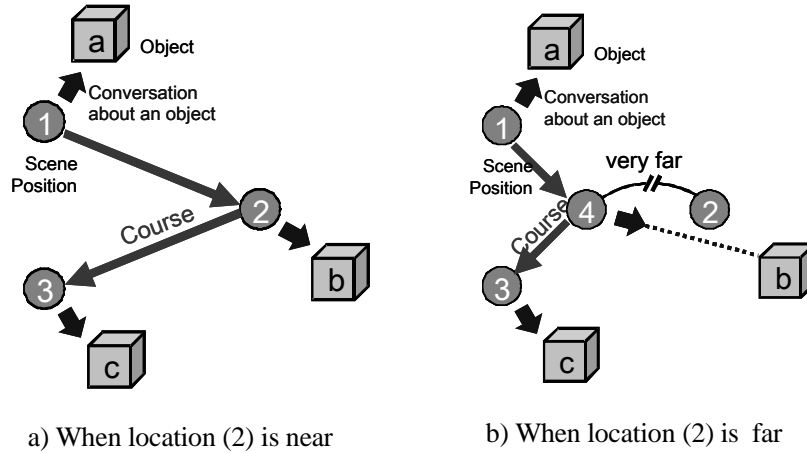 a
Object
Conversation
about an object
1
Scene
Position
2
Course
b
3
c
a) When location (2) is near
a
Object
Conversation
about an object
1
Scene
Position
very far
4
2
Course
b
3
c
b) When location (2) is far